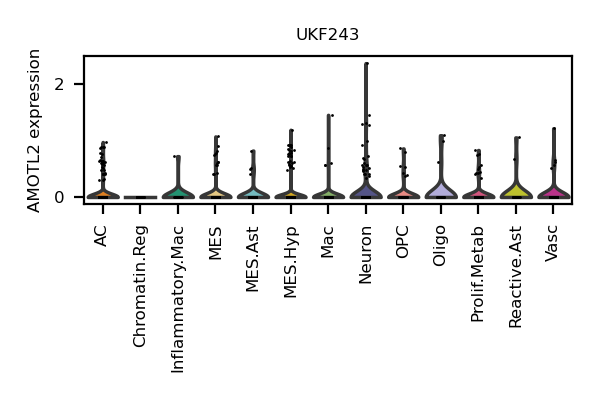 UKF243
AMOTL2 expression
2
0
AC
Chromatin.Reg
Inflammatory.Mac
MES
MES.Ast
MES.Hyp
Mac
Neuron
OPC
Oligo
Prolif.Metab
Reactive.Ast
Vasc